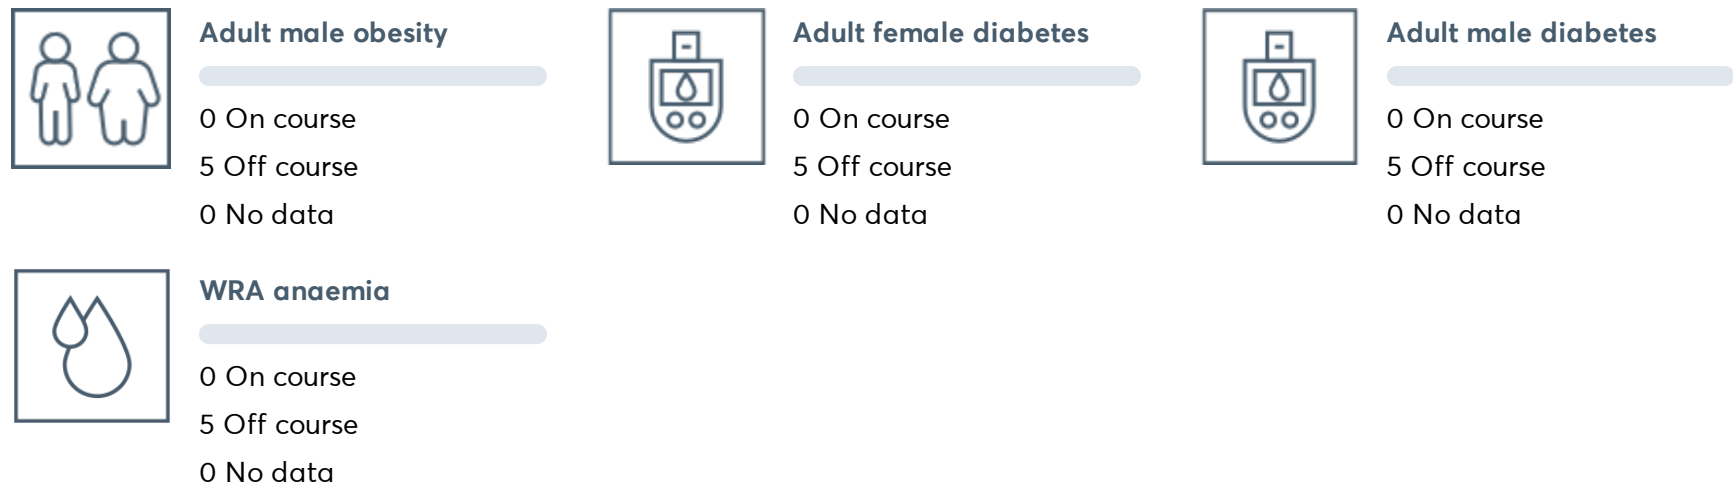 Adult male obesity
0 On course
5 Off course
0 No data
Adult female diabetes
0 On course
5 Off course
0 No data
Adult male diabetes
0 On course
5 Off course
0 No data
WRA anaemia
0 On course
5 Off course
0 No data